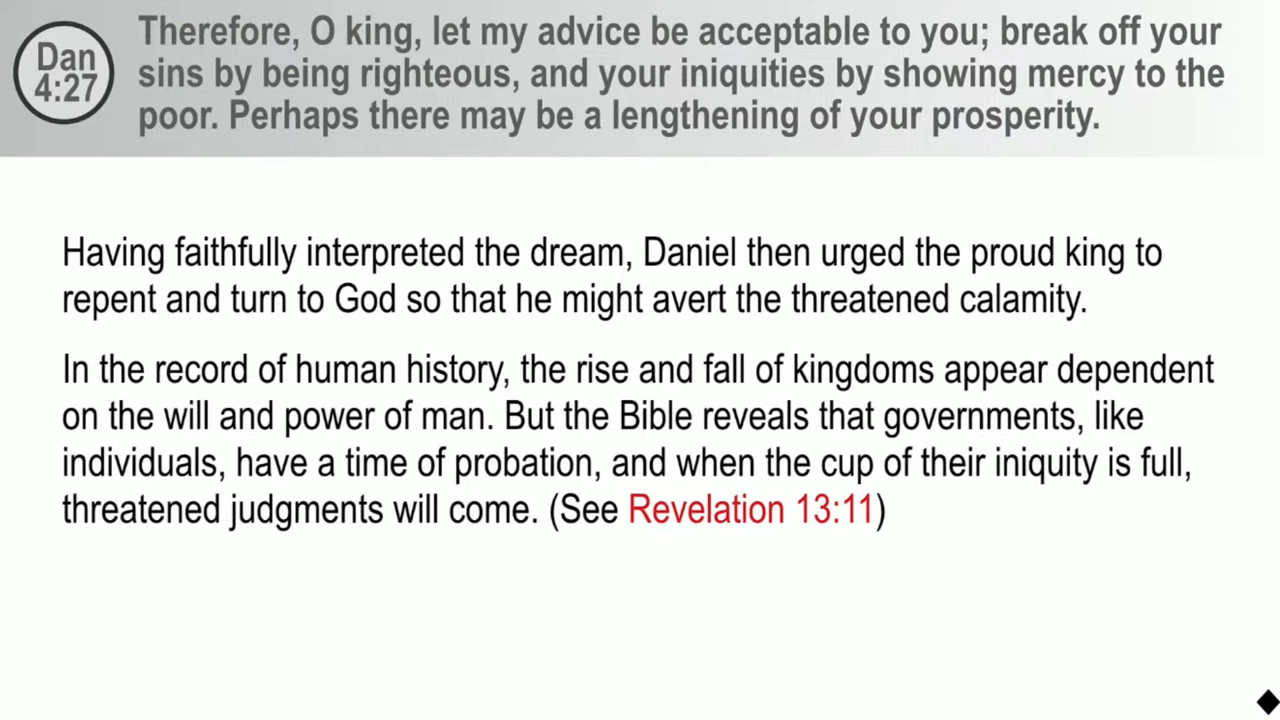 Dan
4:27
Therefore, O king, let my advice be acceptable to you; break off your
sins by being righteous, and your iniquities by showing mercy to the
poor. Perhaps there may be a lengthening of your prosperity.
Having faithfully interpreted the dream, Daniel then urged the proud king to
repent and turn to God so that he might avert the threatened calamity.
In the record of human history, the rise and fall of kingdoms appear dependent
on the will and power of man. But the Bible reveals that governments, like
individuals, have a time of probation, and when the cup of their iniquity is full,
threatened judgments will come. (See Revelation 13:11)